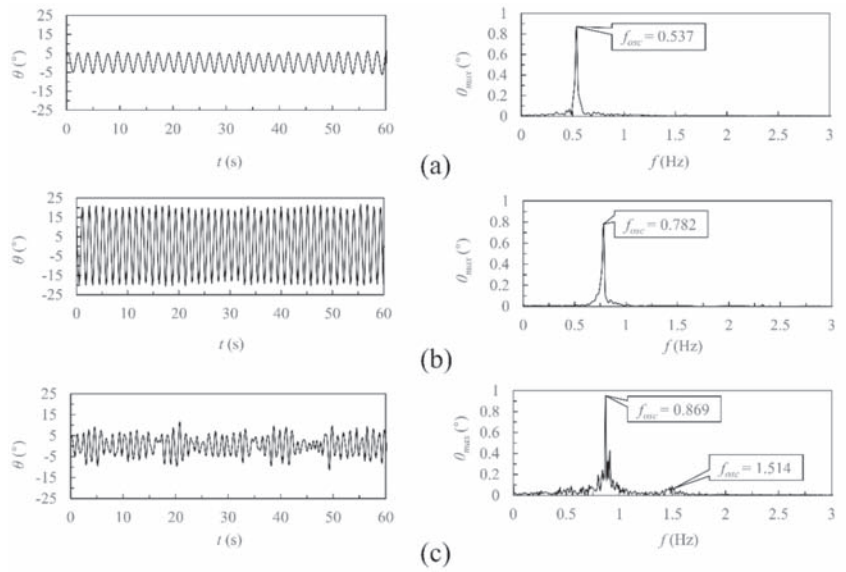 25
15
5
-5
-15
-25
θ (°)
0 10 20 30 40 50 60
t (s)
1
0.8
0.6
0.4
0.2
0
θmax (°)
fosc = 0.537
0 0.5 1 1.5 2 2.5 3
f (Hz)
(a)
25
15
5
-5
-15
-25
θ (°)
0 10 20 30 40 50 60
t (s)
1
0.8
0.6
0.4
0.2
0
θmax (°)
fosc = 0.782
0 0.5 1 1.5 2 2.5 3
f (Hz)
(b)
25
15
5
-5
-15
-25
θ (°)
0 10 20 30 40 50 60
t (s)
1
0.8
0.6
0.4
0.2
0
θmax (°)
fosc = 0.869
fosc = 1.514
0 0.5 1 1.5 2 2.5 3
f (Hz)
(c)